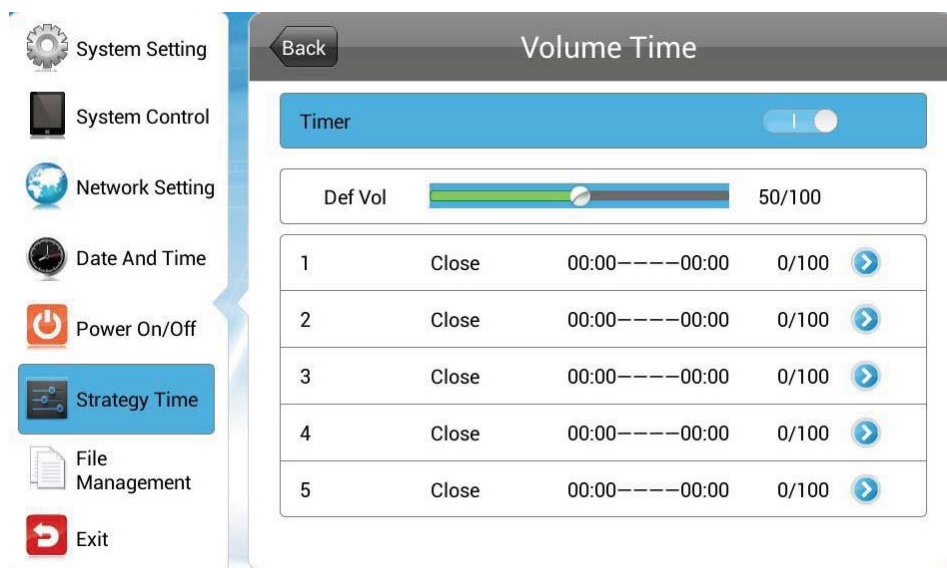 System Setting
System Control
Network Setting
Date And Time
Power On/Off
Strategy Time
File
Management
Exit
Back
Volume Time
Timer
Def Vol 50/100
1 Close 00:00----00:00 0/100
2 Close 00:00----00:00 0/100
3 Close 00:00----00:00 0/100
4 Close 00:00----00:00 0/100
5 Close 00:00----00:00 0/100